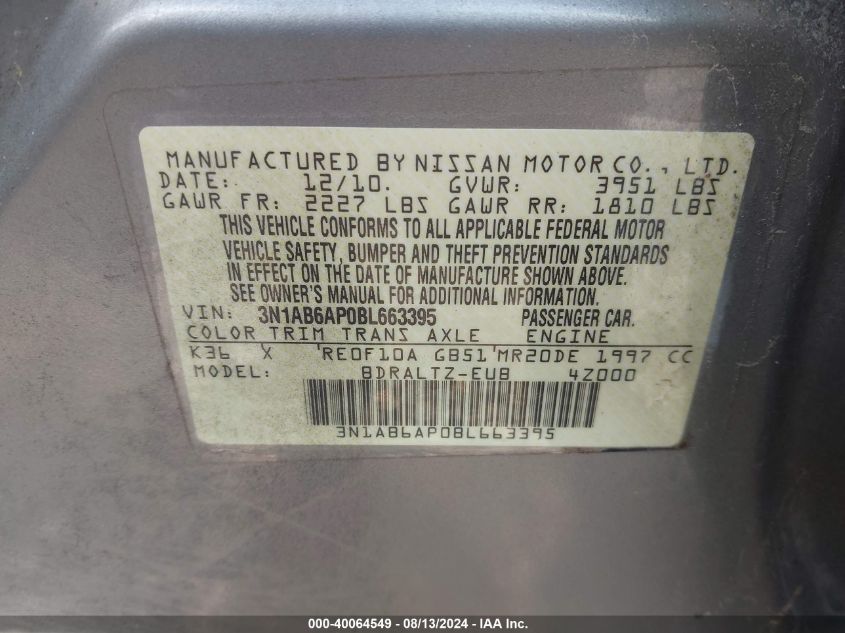 MANUFACTURED BY NISSAN MOTOR CO., LTD.
DATE: 12/10. GVWR: 3951 LBS
GAWR FR: 2227 LBS GAWR RR: 1810 LBS
THIS VEHICLE CONFORMS TO ALL APPLICABLE FEDERAL MOTOR
VEHICLE SAFETY, BUMPER AND THEFT PREVENTION STANDARDS
IN EFFECT ON THE DATE OF MANUFACTURE SHOWN ABOVE.
SEE OWNER'S MANUAL FOR ADDITIONAL INFORMATION.
VIN: 3N1AB6AP0BL663395 PASSENGER CAR.
COLOR TRIM TRANS AXLE ENGINE
K36 X RE0F10A GB51 MR20DE 1997 CC
MODEL: BDRALTZ-EUB 4Z000
3N1AB6AP0BL663395
000-40064549 - 08/13/2024 - IAA Inc.